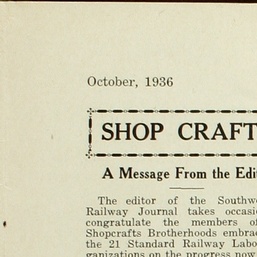 October, 1936
SHOP CRAFT
A Message From the Edi
The editor of the Southw
Railway Journal takes occasi
congratulate the members of
Shopcrafts Brotherhoods embrac
the 21 Standard Railway Labo
ganizations on the progress now